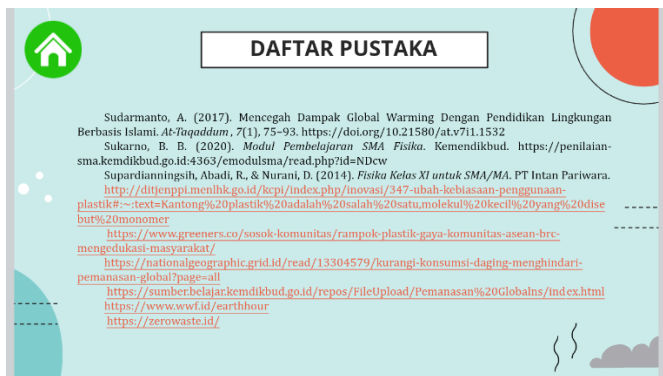 DAFTAR PUSTAKA
Sudarmanto, A. (2017). Mencegah Dampak Global Warming Dengan Pendidikan Lingkungan
Berbasis Islami. At-Taqaddum, 7(1), 75–93. https://doi.org/10.21580/at.v7i1.1532
Sukarno, B. B. (2020). Modul Pembelajaran SMA Fisika. Kemendikbud. https://penilaian-
sma.kemdikbud.go.id:4363/emodulsma/read.php?id=NDcw
Supardianningsih, Abadi, R., & Nurani, D. (2014). Fisika Kelas XI untuk SMA/MA. PT Intan Pariwara.
http://ditjenppi.menlhk.go.id/kcpi/index.php/inovasi/347-ubah-kebiasaan-penggunaan-
plastik#:~:text=Kantong%20plastik%20adalah%20salah%20satu,molekul%20kecil%20yang%20dise
but%20monomer
https://www.greeners.co/sosok-komunitas/rampok-plastik-gaya-komunitas-asean-brc-
mengedukasi-masyarakat/
https://nationalgeographic.grid.id/read/13304579/kurangi-konsumsi-daging-menghindari-
pemanasan-global?page=all
https://sumber.belajar.kemdikbud.go.id/repos/FileUpload/Pemanasan%20Globalns/index.html
https://www.wwf.id/earthhour
https://zerowaste.id/